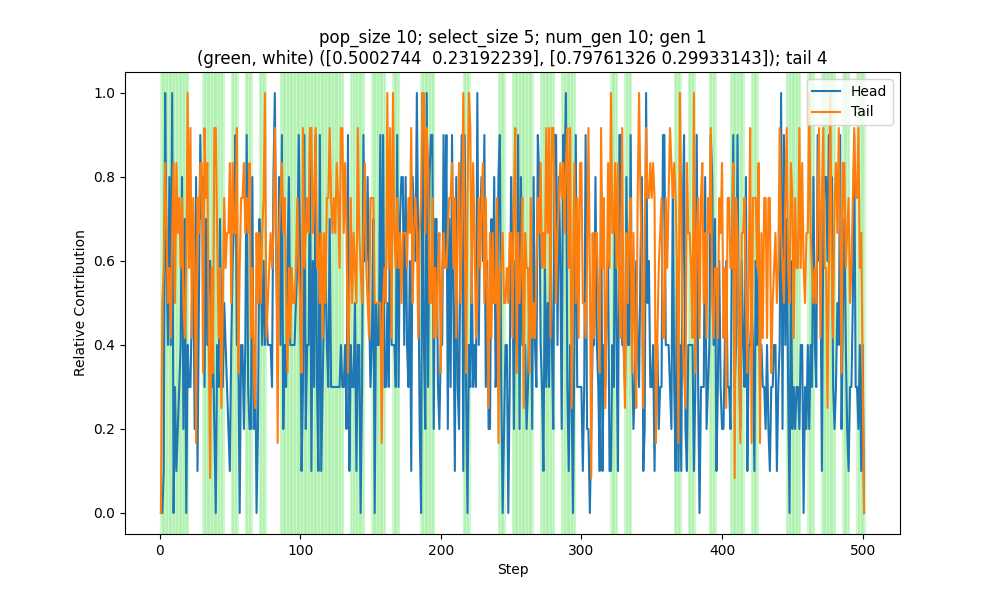 pop_size 10; select_size 5; num_gen 10; gen 1
(green, white) ([0.5002744  0.23192239], [0.79761326 0.29933143]); tail 4
Head
Tail
1.0
0.8
0.6
0.4
0.2
0.0
Relative Contribution
0
100
200
300
400
500
Step